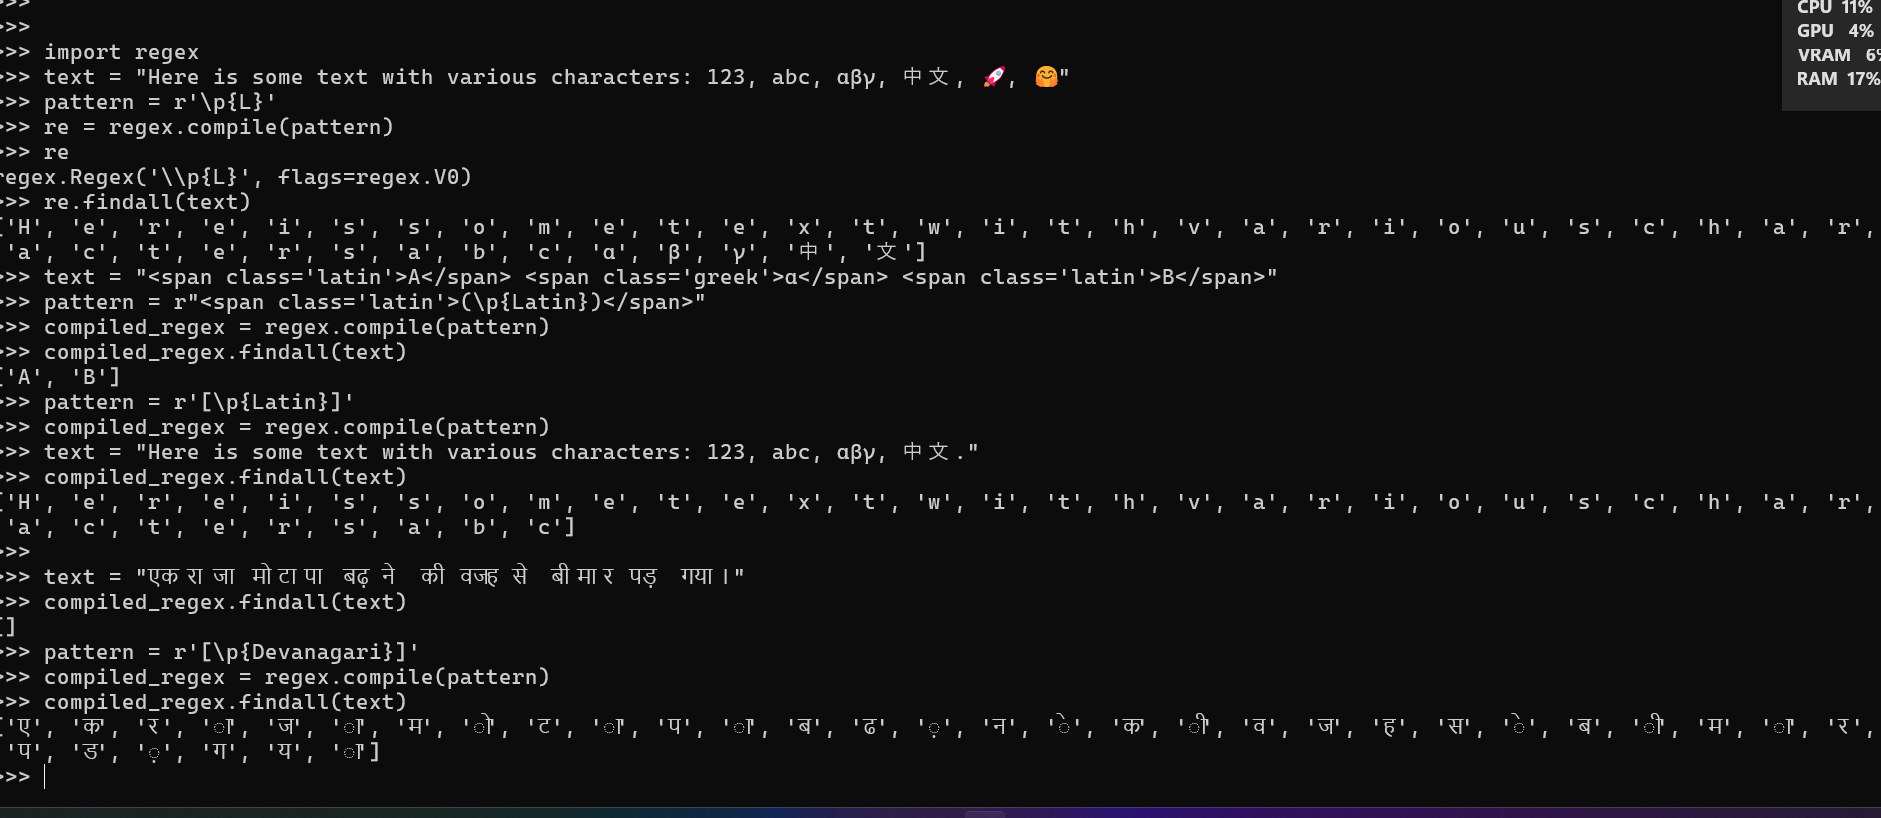 >>>
>>>
>>> import regex
>>> text = "Here is some text with various characters: 123, abc, αβγ, 中文, 🚀, 🤗"
>>> pattern = r'\p{L}'
>>> re = regex.compile(pattern)
>>> re
regex.Regex('\\p{L}', flags=regex.V0)
>>> re.findall(text)
['H', 'e', 'r', 'e', 'i', 's', 's', 'o', 'm', 'e', 't', 'e', 'x', 't', 'w', 'i', 't', 'h', 'v', 'a', 'r', 'i', 'o', 'u', 's', 'c', 'h', 'a', 'r',
'a', 'c', 't', 'e', 'r', 's', 'a', 'b', 'c', 'α', 'β', 'γ', '中', '文']
>>> text = "<span class='latin'>A</span> <span class='greek'>α</span> <span class='latin'>B</span>"
>>> pattern = r"<span class='latin'>(\p{Latin})</span>"
>>> compiled_regex = regex.compile(pattern)
>>> compiled_regex.findall(text)
['A', 'B']
>>> pattern = r'[\p{Latin}]'
>>> compiled_regex = regex.compile(pattern)
>>> text = "Here is some text with various characters: 123, abc, αβγ, 中文."
>>> compiled_regex.findall(text)
['H', 'e', 'r', 'e', 'i', 's', 's', 'o', 'm', 'e', 't', 'e', 'x', 't', 'w', 'i', 't', 'h', 'v', 'a', 'r', 'i', 'o', 'u', 's', 'c', 'h', 'a', 'r',
'a', 'c', 't', 'e', 'r', 's', 'a', 'b', 'c']
>>>
>>> text = "एक राजा मोटापा बढ़ने की वजह से बीमार पड़ गया।"
>>> compiled_regex.findall(text)
[]
>>> pattern = r'[\p{Devanagari}]'
>>> compiled_regex = regex.compile(pattern)
>>> compiled_regex.findall(text)
['ए', 'क', 'र', 'ा', 'ज', 'ा', 'म', 'ो', 'ट', 'ा', 'प', 'ा', 'ब', 'ढ', '़', 'न', 'े', 'क', 'ी', 'व', 'ज', 'ह', 'स', 'े', 'ब', 'ी', 'म', 'ा', 'र',
'प', 'ड', '़', 'ग', 'य', 'ा']
>>>
CPU 11%
GPU 4%
VRAM 6%
RAM 17%